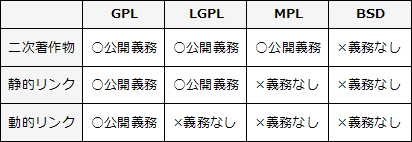 GPL LGPL MPL BSD
二次著作物 ○公開義務 ○公開義務 ○公開義務 ×義務なし
静的リンク ○公開義務 ○公開義務 ×義務なし ×義務なし
動的リンク ○公開義務 ×義務なし ×義務なし ×義務なし